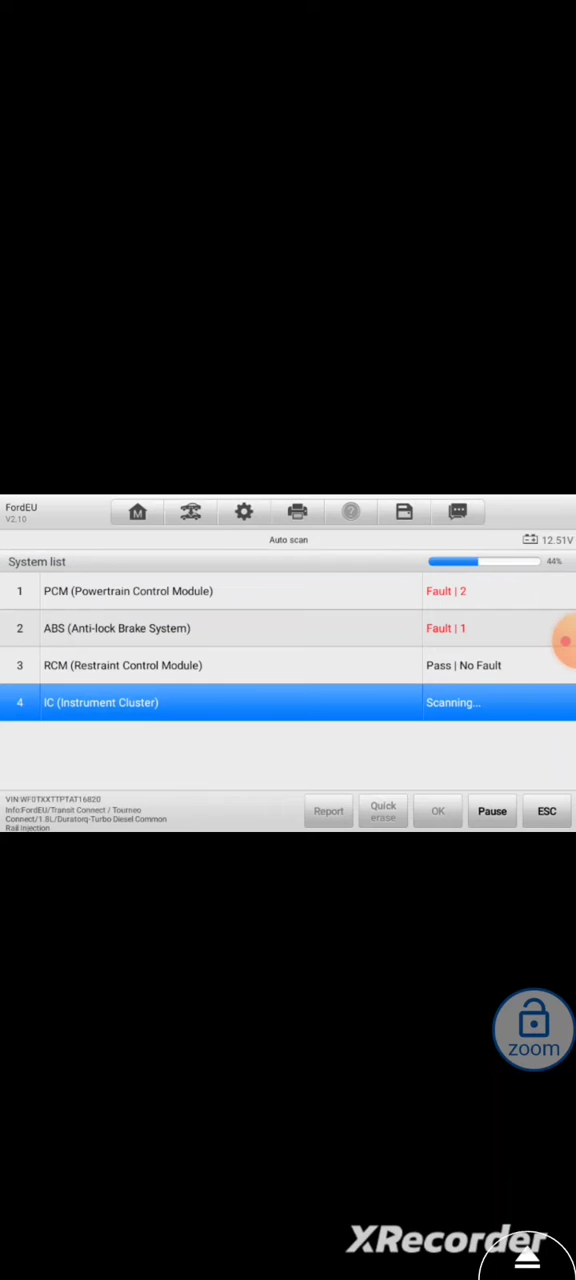 FordEU
V2.10
M
?
Auto scan
12.51V
System list
44%
1 PCM (Powertrain Control Module) Fault | 2
2 ABS (Anti-lock Brake System) Fault | 1
3 RCM (Restraint Control Module) Pass | No Fault
4 IC (Instrument Cluster) Scanning...
VIN:WF0TXXTTPTAT16820
Info:FordEU/Transit Connect / Tourneo
Connect/1.8L/Duratorq-Turbo Diesel Common
Rail Injection
Report
Quick
erase
OK
Pause
ESC
zoom
XRecorder